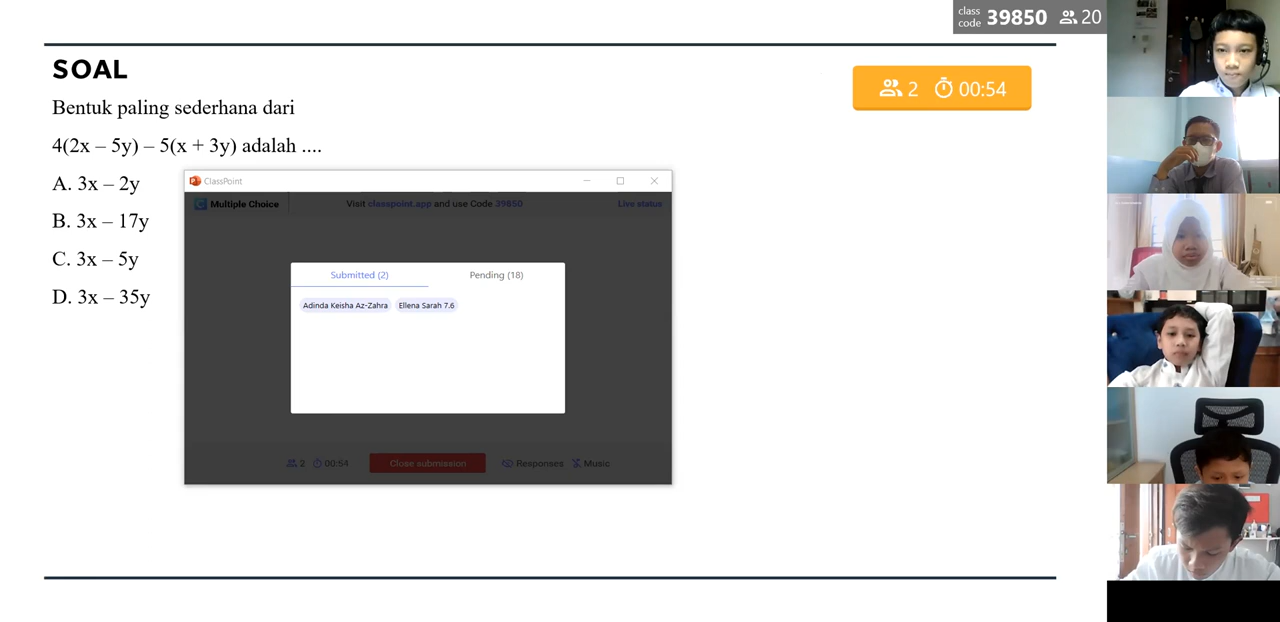 class code 39850 20
SOAL
2 00:54
Bentuk paling sederhana dari
4(2x – 5y) – 5(x + 3y) adalah ....
A. 3x – 2y
B. 3x – 17y
C. 3x – 5y
D. 3x – 35y
ClassPoint
Multiple Choice Visit classpoint.app and use Code 39850 Live status
Submitted (2) Pending (18)
Adinda Keisha Az-Zahra Ellena Sarah 7.6
2 00:54 Close submission Responses Music